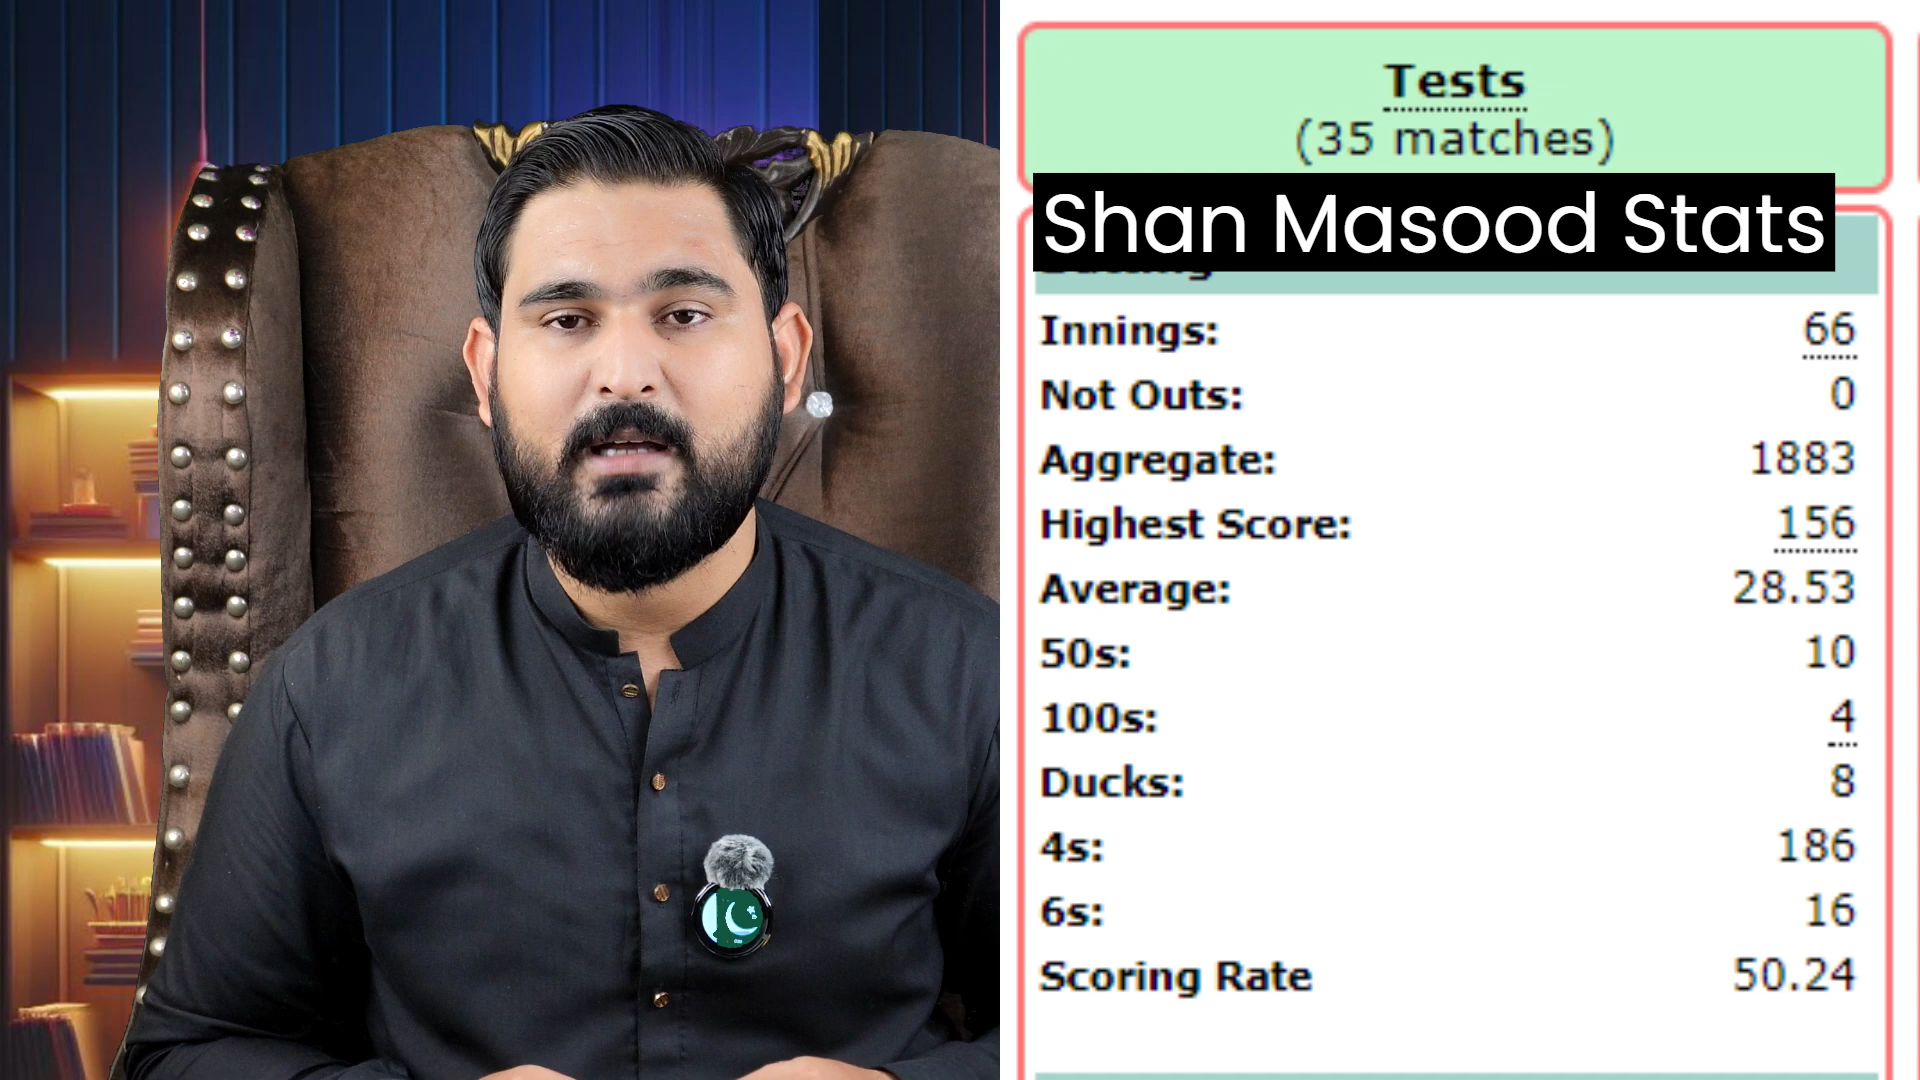 Tests
(35 matches)
Shan Masood Stats
Innings: 66
Not Outs: 0
Aggregate: 1883
Highest Score: 156
Average: 28.53
50s: 10
100s: 4
Ducks: 8
4s: 186
6s: 16
Scoring Rate 50.24